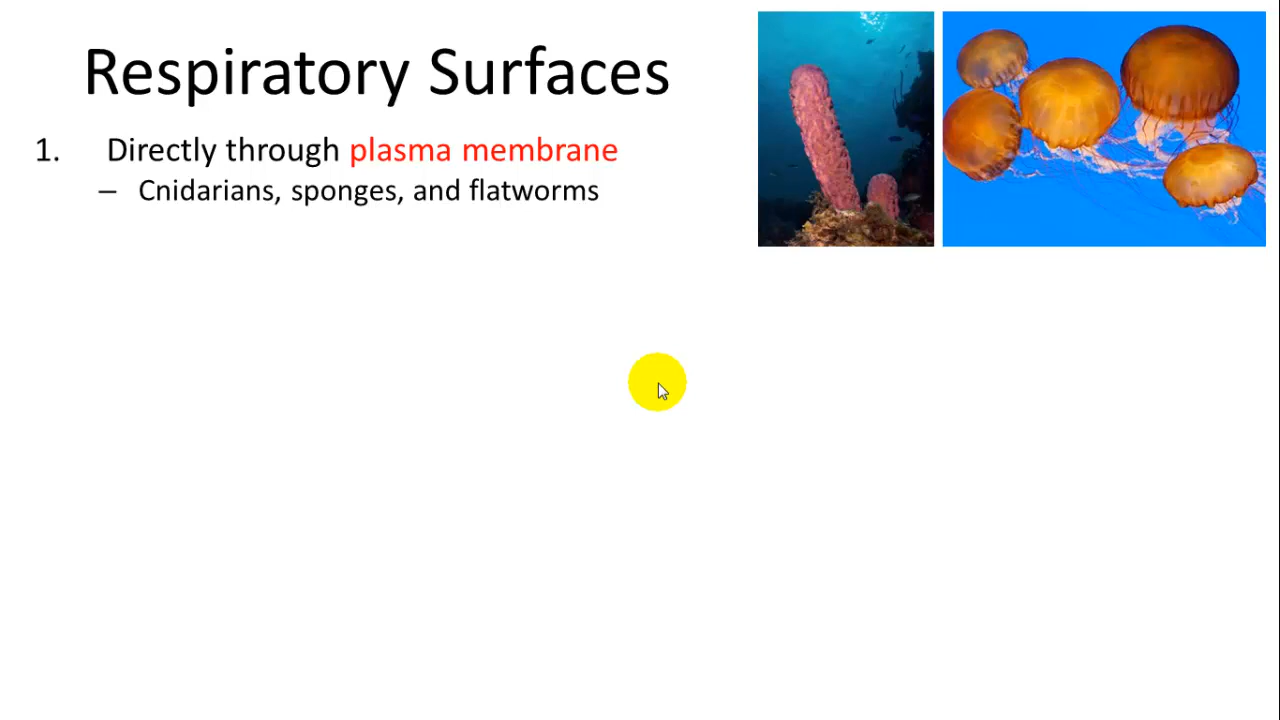 Respiratory Surfaces
1. Directly through plasma membrane
– Cnidarians, sponges, and flatworms